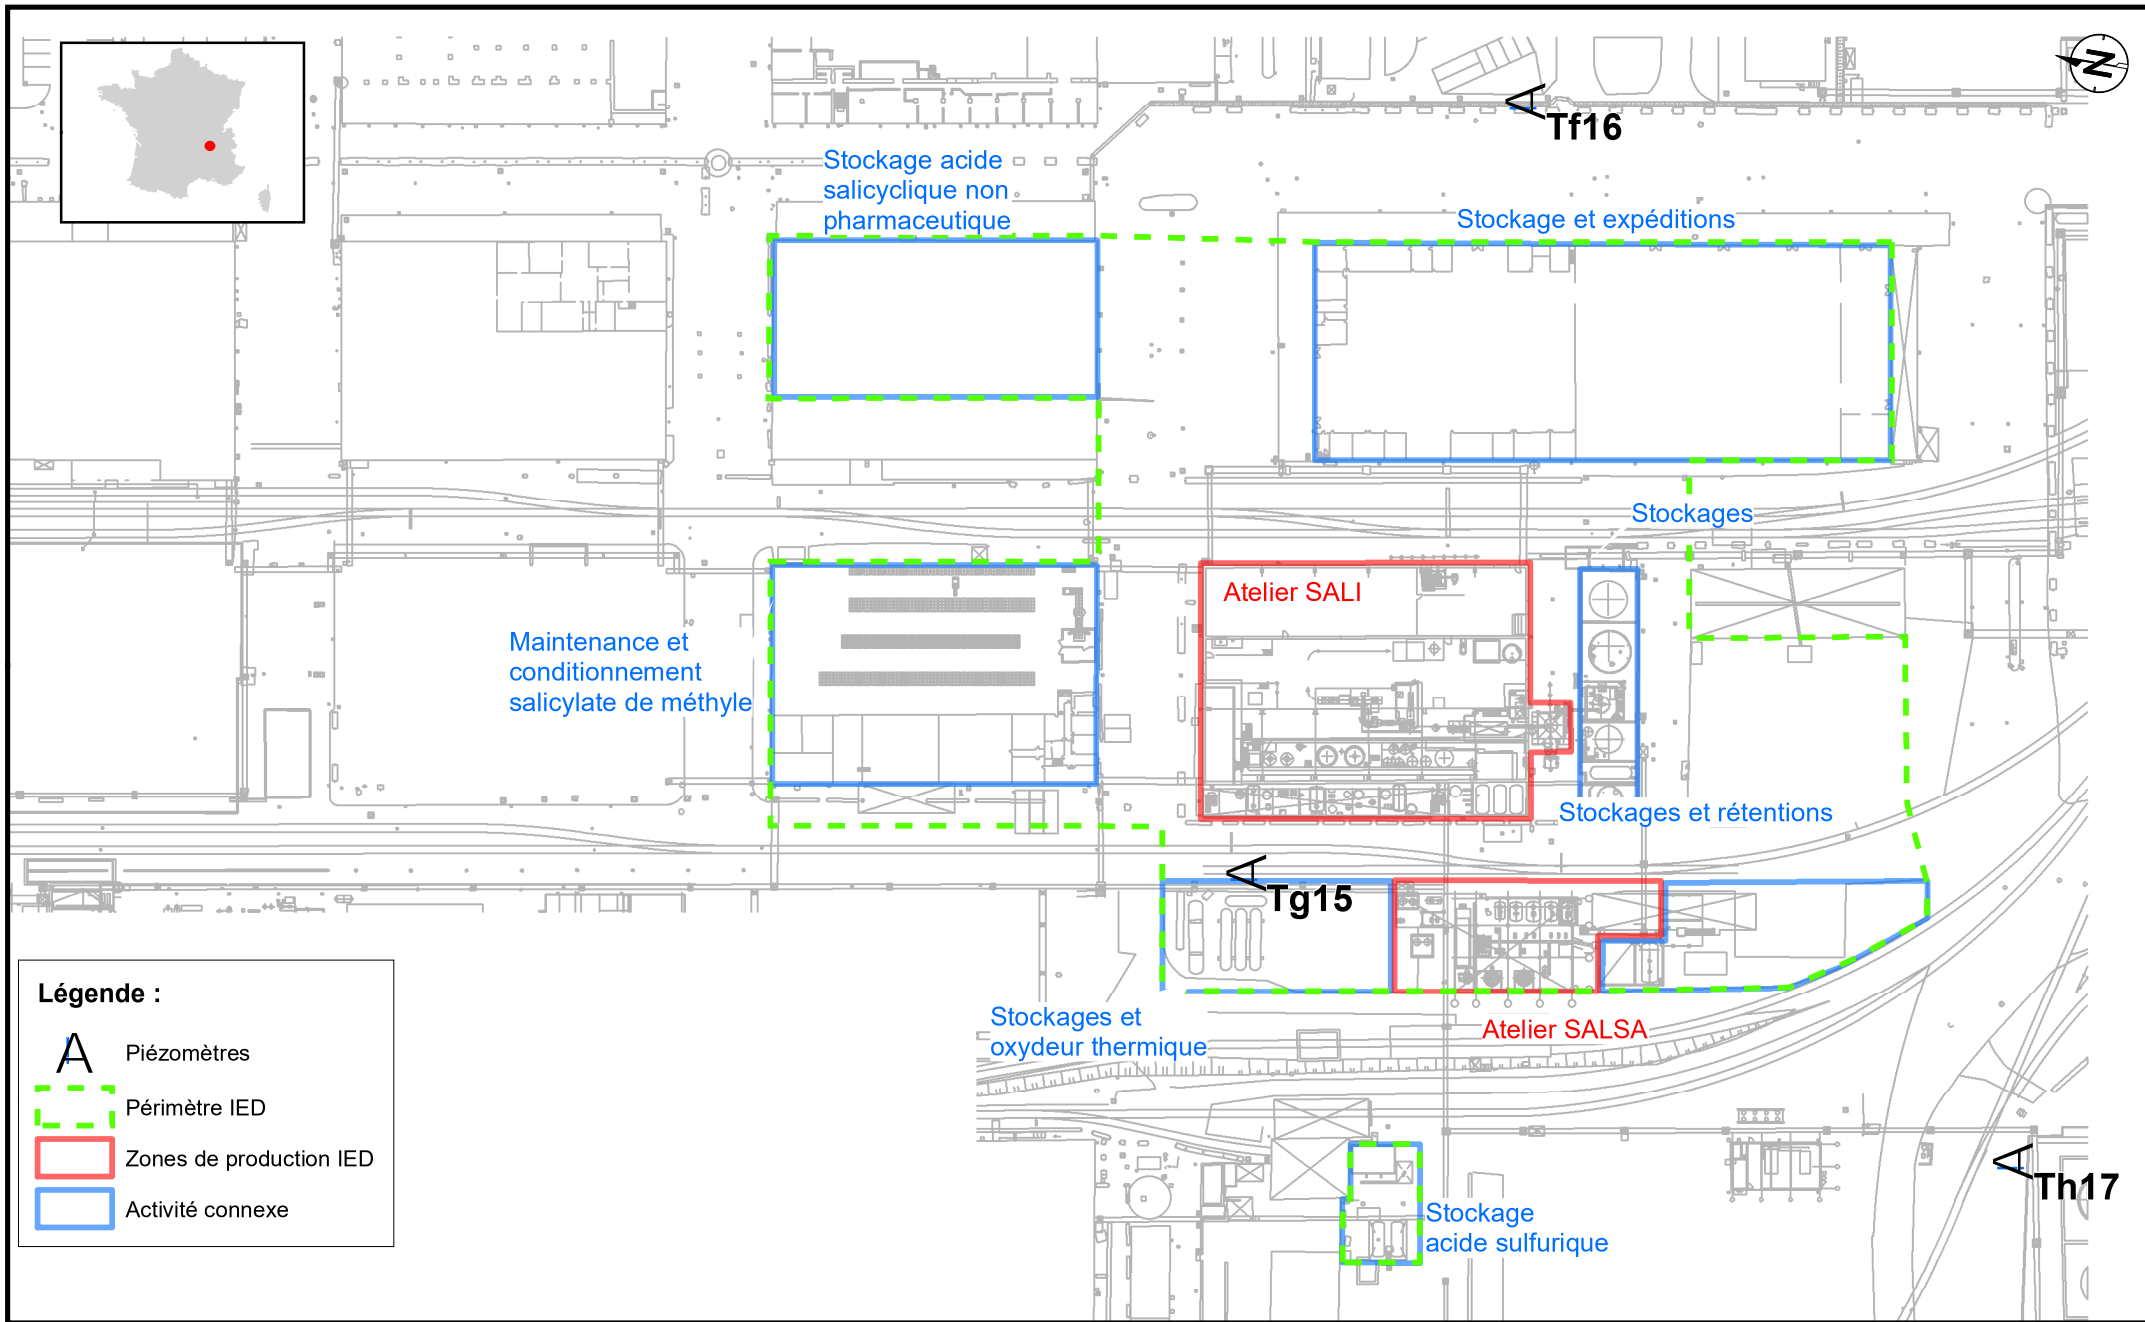 N
Tf16
Stockage acide
salicyclique non
pharmaceutique
Stockage et expéditions
Stockages
Atelier SALI
Maintenance et
conditionnement
salicylate de méthyle
Stockages et rétentions
Tg15
Légende :
Piézomètres
Périmètre IED
Zones de production IED
Activité connexe
Stockages et
oxydeur thermique
Atelier SALSA
Th17
Stockage
acide sulfurique